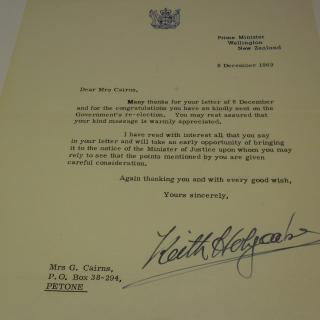 Prime Minister
Wellington
New Zealand
Dear Mrs Cairns,
Many thanks for your letter of 6 December
and for the congratulations you have an kindly sent on
the Government's re-election. You may rest assured that
your kind message is warmly appreciated.
I have read with interest all that you say
in your letter and will take an early opportunity of bringing
it to the notice of the Minister of Justice upon whom you may
rely to see that the points mentioned by you are given
careful consideration.
Again thanking you and with every good wish,
Yours sincerely,
Keith Holyoake
Mrs G. Cairns,
P.O. Box 38-294,
PETONE